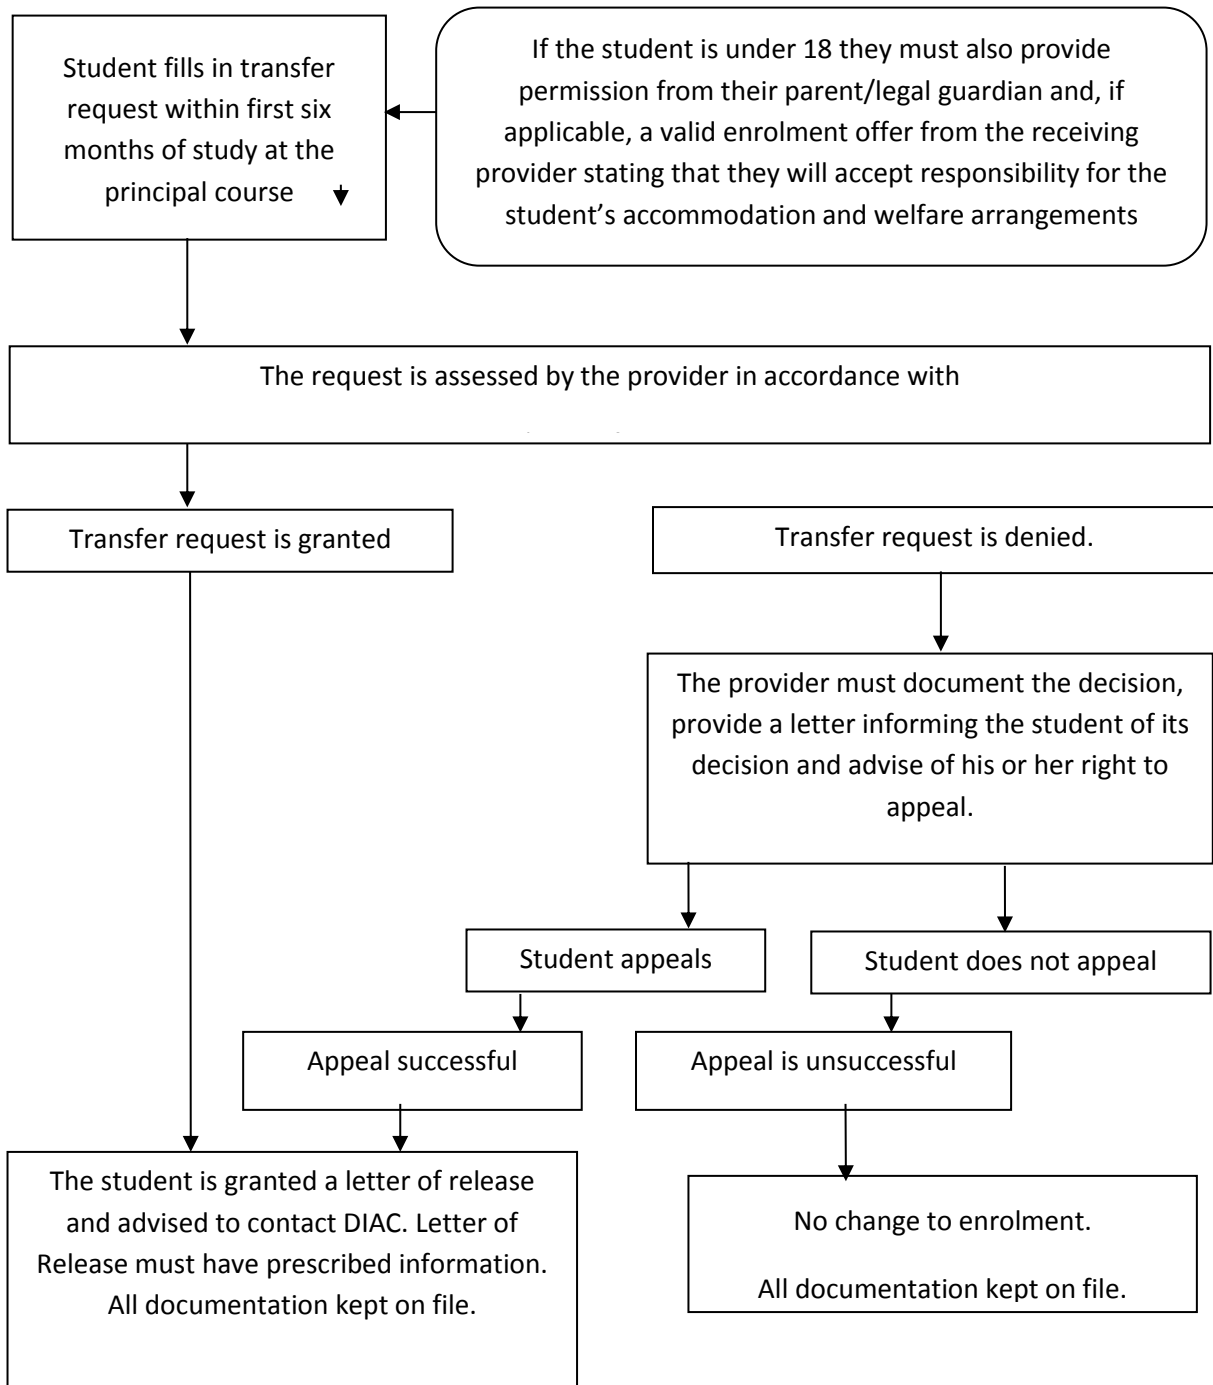 Student fills in transfer
request within first six
months of study at the
principal course
If the student is under 18 they must also provide
permission from their parent/legal guardian and, if
applicable, a valid enrolment offer from the receiving
provider stating that they will accept responsibility for the
student’s accommodation and welfare arrangements
The request is assessed by the provider in accordance with
Transfer request is granted
Transfer request is denied.
The provider must document the decision,
provide a letter informing the student of its
decision and advise of his or her right to
appeal.
Student appeals
Student does not appeal
Appeal successful
Appeal is unsuccessful
The student is granted a letter of release
and advised to contact DIAC. Letter of
Release must have prescribed information.
All documentation kept on file.
No change to enrolment.
All documentation kept on file.